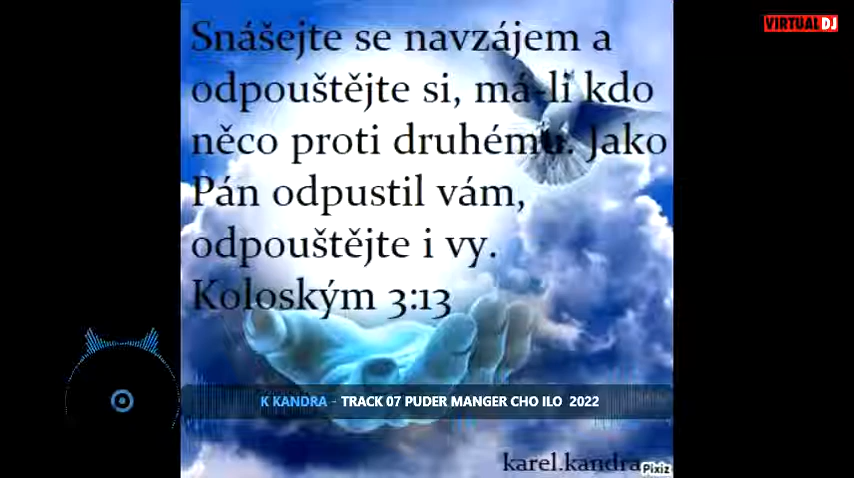 VIRTUAL DJ
Snášejte se navzájem a
odpouštějte si, má-li kdo
něco proti druhému. Jako
Pán odpustil vám,
odpouštějte i vy.
Koloským 3:13
K KANDRA - TRACK 07 PUDER MANGER CHO ILO 2022
karel.kandra
Pixiz